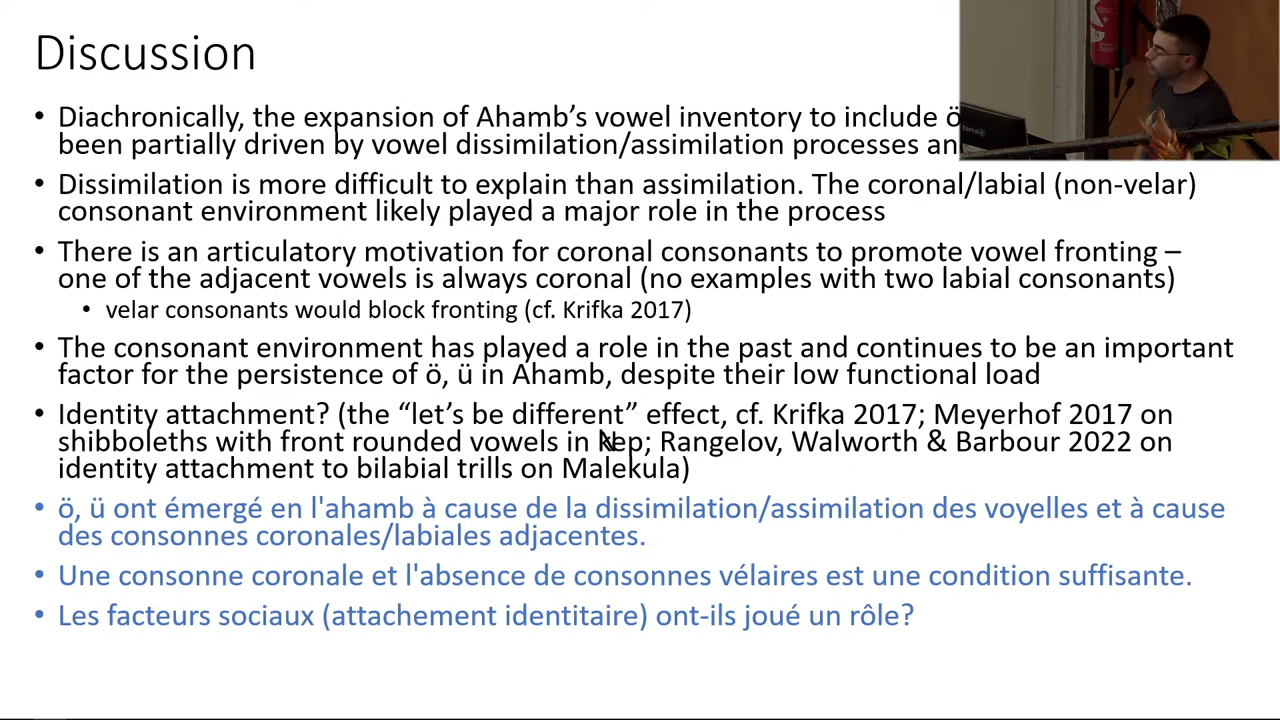 Discussion
• Diachronically, the expansion of Ahamb’s vowel inventory to include ö
been partially driven by vowel dissimilation/assimilation processes an
• Dissimilation is more difficult to explain than assimilation. The coronal/labial (non-velar)
consonant environment likely played a major role in the process
• There is an articulatory motivation for coronal consonants to promote vowel fronting –
one of the adjacent vowels is always coronal (no examples with two labial consonants)
• velar consonants would block fronting (cf. Krifka 2017)
• The consonant environment has played a role in the past and continues to be an important
factor for the persistence of ö, ü in Ahamb, despite their low functional load
• Identity attachment? (the “let’s be different” effect, cf. Krifka 2017; Meyerhof 2017 on
shibboleths with front rounded vowels in Rangelov, Walworth & Barbour 2022 on
identity attachment to bilabial trills on Malekula)
• ö, ü ont émergé en l'ahamb à cause de la dissimilation/assimilation des voyelles et à cause
des consonnes coronales/labiales adjacentes.
• Une consonne coronale et l'absence de consonnes vélaires est une condition suffisante.
• Les facteurs sociaux (attachement identitaire) ont-ils joué un rôle?